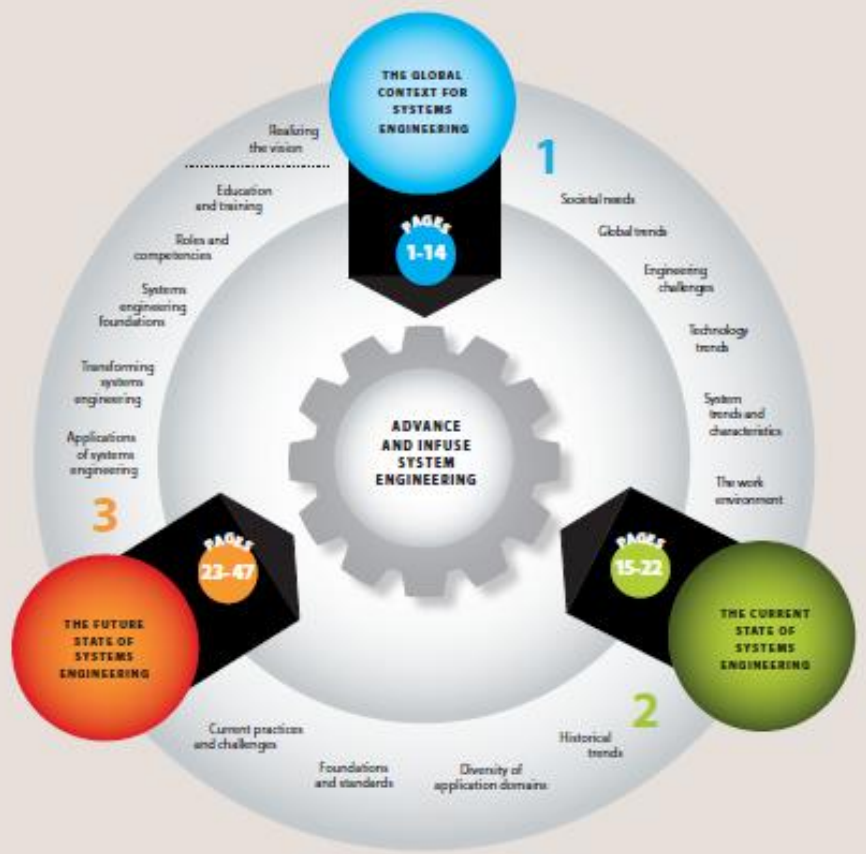 THE GLOBAL
CONTEXT FOR
SYSTEMS
ENGINEERING
PAGES
1-14
1
Societal needs
Global trends
Engineering
challenges
Technology
trends
System
trends and
characteristics
The work
environment
ADVANCE
AND INFUSE
SYSTEM
ENGINEERING
PAGES
15-22
THE CURRENT
STATE OF
SYSTEMS
ENGINEERING
2
Historical
trends
Diversity of
application domains
Foundations
and standards
Current practices
and challenges
PAGES
23-47
THE FUTURE
STATE OF
SYSTEMS
ENGINEERING
3
Applications
of systems
engineering
Transforming
systems
engineering
Systems
engineering
foundations
Roles and
competencies
Education
and training
Realizing
the vision